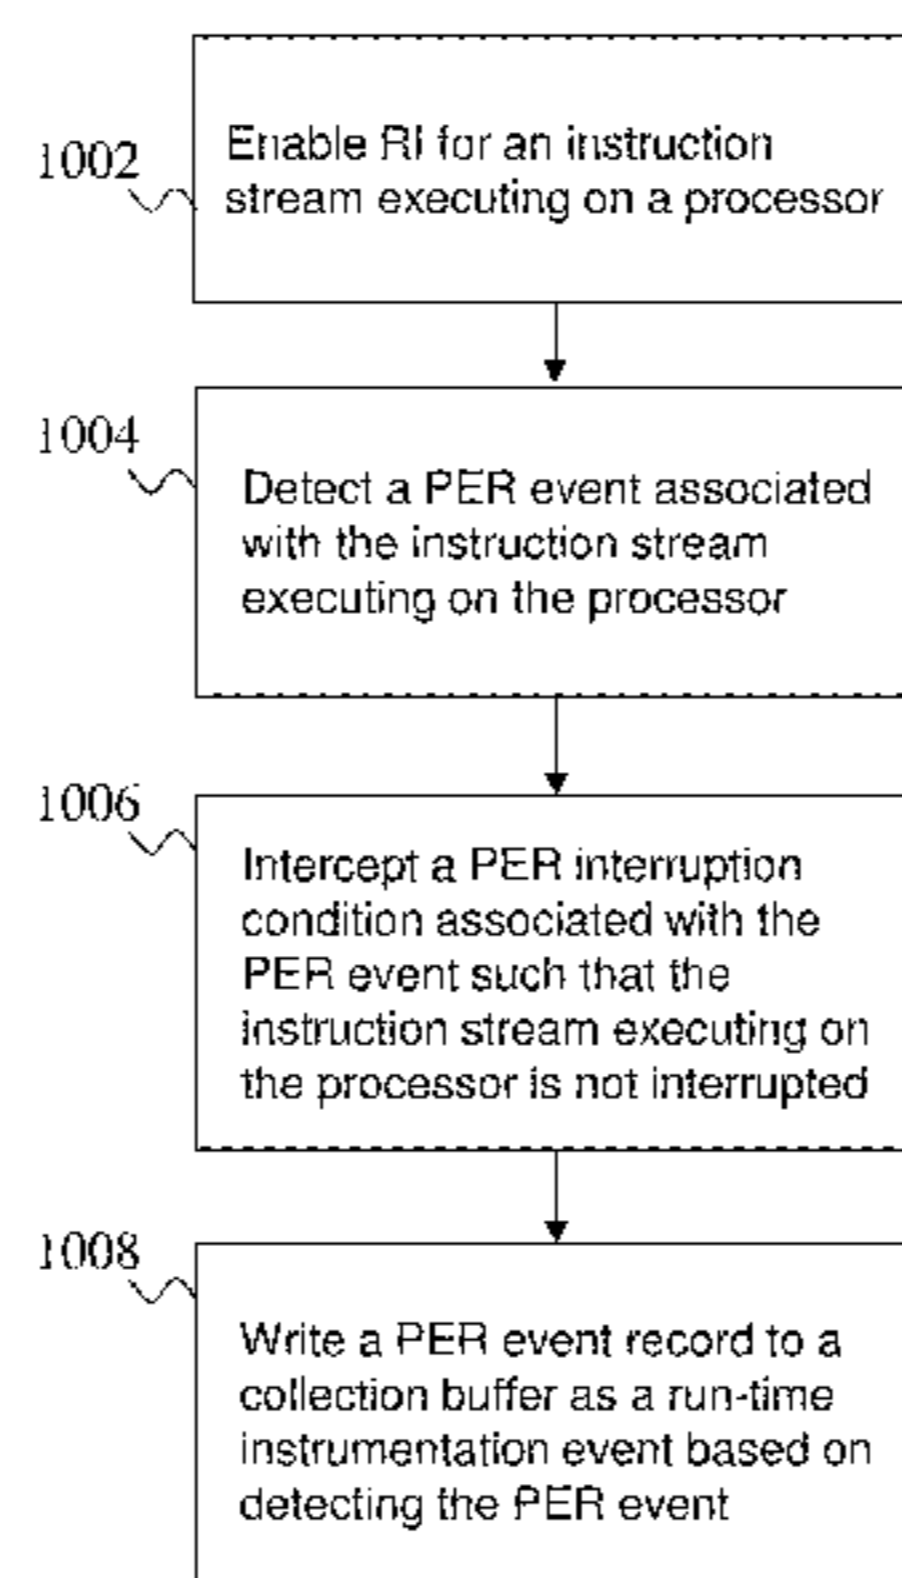 1002
Enable RI for an instruction
stream executing on a processor
1004
Detect a PER event associated
with the instruction stream
executing on the processor
1006
Intercept a PER interruption
condition associated with the
PER event such that the
instruction stream executing on
the processor is not interrupted
1008
Write a PER event record to a
collection buffer as a run-time
instrumentation event based on
detecting the PER event